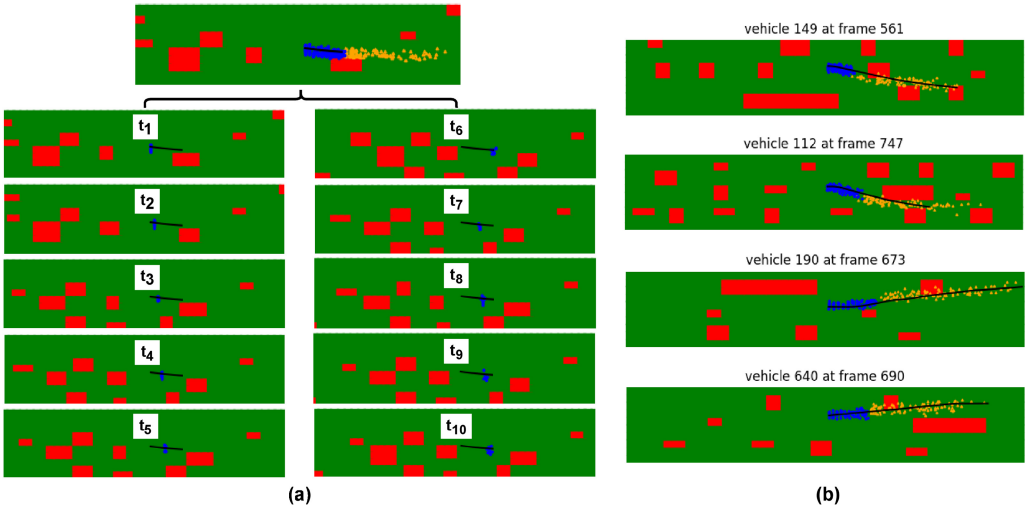 vehicle 149 at frame 561
t1
t6
t2
t7
vehicle 112 at frame 747
t3
t8
vehicle 190 at frame 673
t4
t9
t5
t10
vehicle 640 at frame 690
(a)
(b)